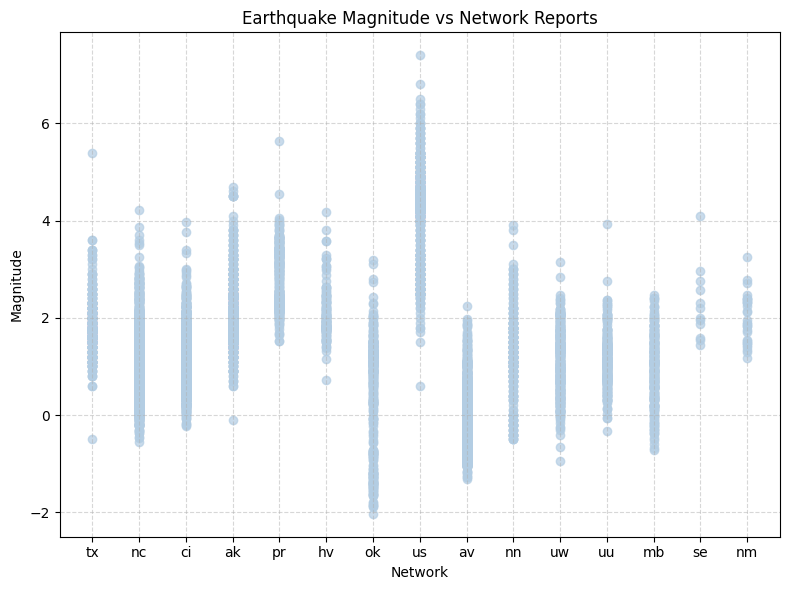 Earthquake Magnitude vs Network Reports
Magnitude
6
4
2
0
−2
tx nc ci ak pr hv ok us av nn uw uu mb se nm
Network